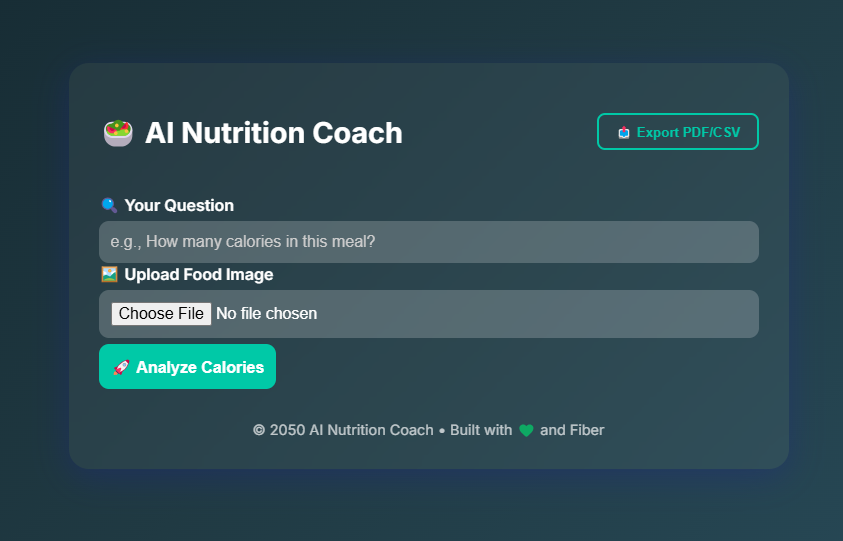 🥗 AI Nutrition Coach
📤 Export PDF/CSV
🔍 Your Question
e.g., How many calories in this meal?
🖼️ Upload Food Image
Choose File No file chosen
🚀 Analyze Calories
© 2050 AI Nutrition Coach • Built with 💚 and Fiber